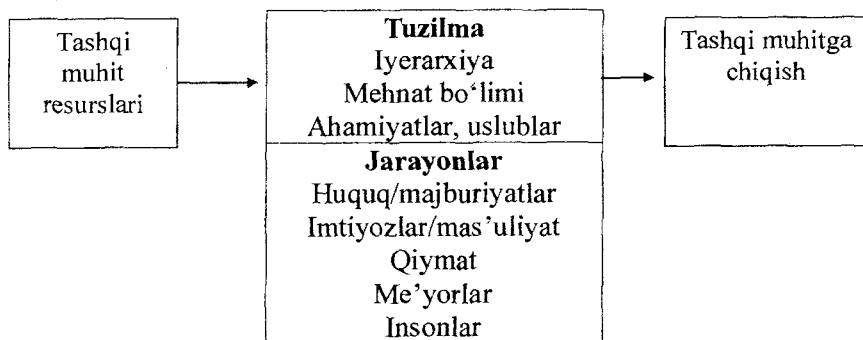 Tashqi
muhit
resurslari
Tuzilma
Iyerarxiya
Mehnat bo‘limi
Ahamiyatlar, uslublar
Jarayonlar
Huquq/majburiyatlar
Imtiyozlar/mas’uliyat
Qiymat
Me’yorlar
Insonlar
Tashqi muhitga
chiqish